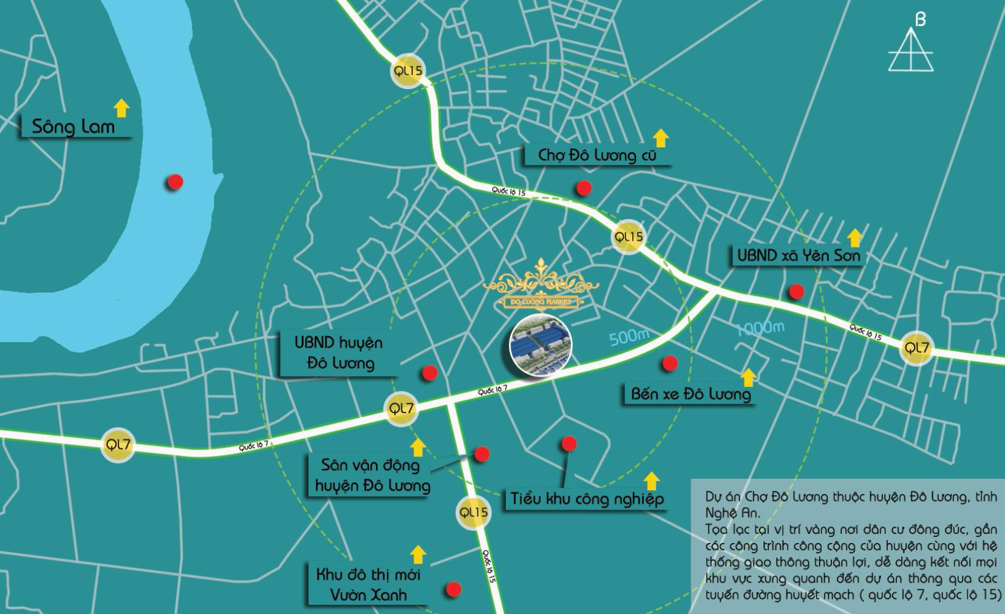 B
QL15
Sông Lam
Chợ Đô Lương cũ
Quốc lộ 15
QL15
UBND xã Yên Sơn
ĐO LUONG MARKET
500m
1000m
Quốc lộ 15
QL7
UBND huyện
Đô Lương
Bến xe Đô Lương
Quốc lộ 7
QL7
QL7
Quốc lộ 7
Sân vận động
huyện Đô Lương
Tiểu khu công nghiệp
QL15
Quốc lộ 15
Khu đô thị mới
Vườn Xanh
Dự án Chợ Đô Lương thuộc huyện Đô Lương, tỉnh
Nghệ An.
Tọa lạc tại vị trí vàng nơi dân cư đông đúc, gần
các công trình công cộng của huyện cùng với hệ
thống giao thông thuận lợi, dễ dàng kết nối mọi
khu vực xung quanh đến dự án thông qua các
tuyến đường huyết mạch ( quốc lộ 7, quốc lộ 15)